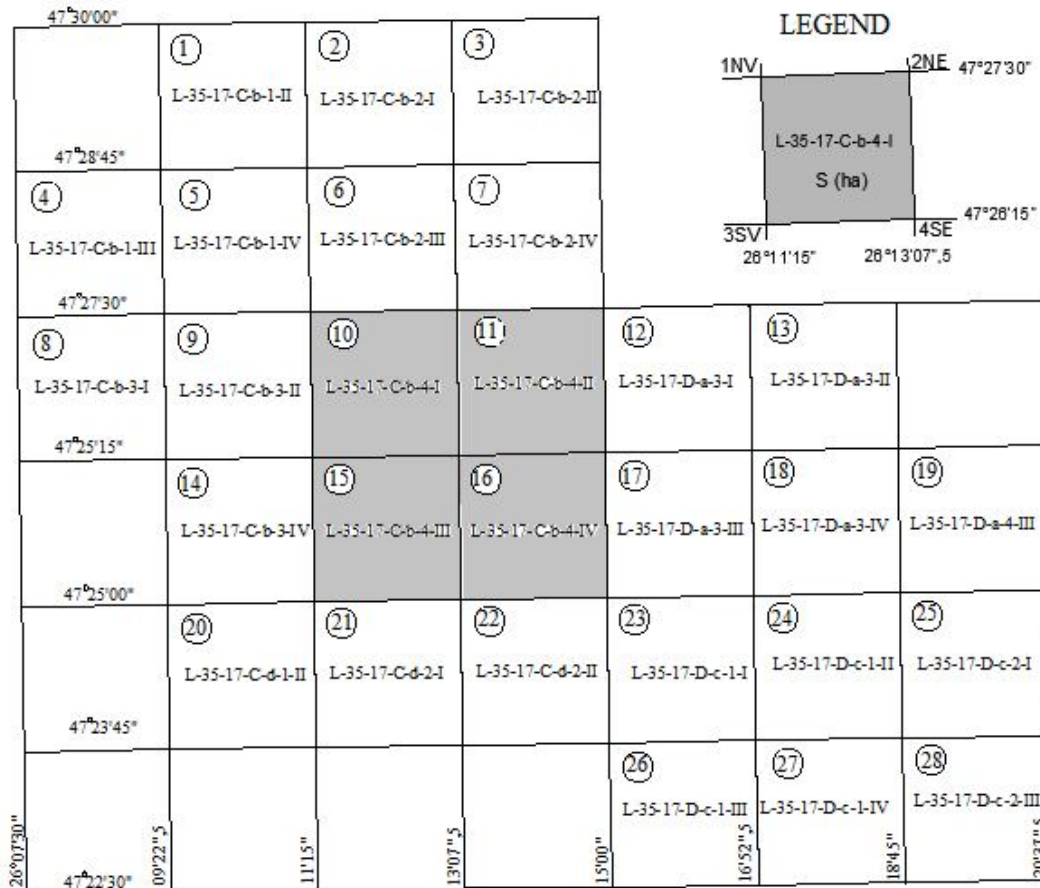 47°30'00"
1
2
3
L-35-17-C-b-1-II
L-35-17-C-b-2-I
L-35-17-C-b-2-II
LEGEND
1NV
2NE
47°27'30"
L-35-17-C-b-4-I
S (ha)
3SV
4SE
47°26'15"
26°11'15"
26°13'07",5
47°28'45"
4
5
6
7
L-35-17-C-b-1-III
L-35-17-C-b-1-IV
L-35-17-C-b-2-III
L-35-17-C-b-2-IV
47°27'30"
8
9
10
11
12
13
L-35-17-C-b-3-I
L-35-17-C-b-3-II
L-35-17-C-b-4-I
L-35-17-C-b-4-II
L-35-17-D-a-3-I
L-35-17-D-a-3-II
47°25'15"
14
15
16
17
18
19
L-35-17-C-b-3-IV
L-35-17-C-b-4-III
L-35-17-C-b-4-IV
L-35-17-D-a-3-III
L-35-17-D-a-3-IV
L-35-17-D-a-4-III
47°25'00"
20
21
22
23
24
25
L-35-17-C-d-1-II
L-35-17-C-d-2-I
L-35-17-C-d-2-II
L-35-17-D-c-1-I
L-35-17-D-c-1-II
L-35-17-D-c-2-I
47°23'45"
26
27
28
L-35-17-D-c-1-III
L-35-17-D-c-1-IV
L-35-17-D-c-2-III
47°22'30"
26°07'30"
09'22",5
11'15"
13'07",5
15'00"
16'52",5
18'45"
20'37",5